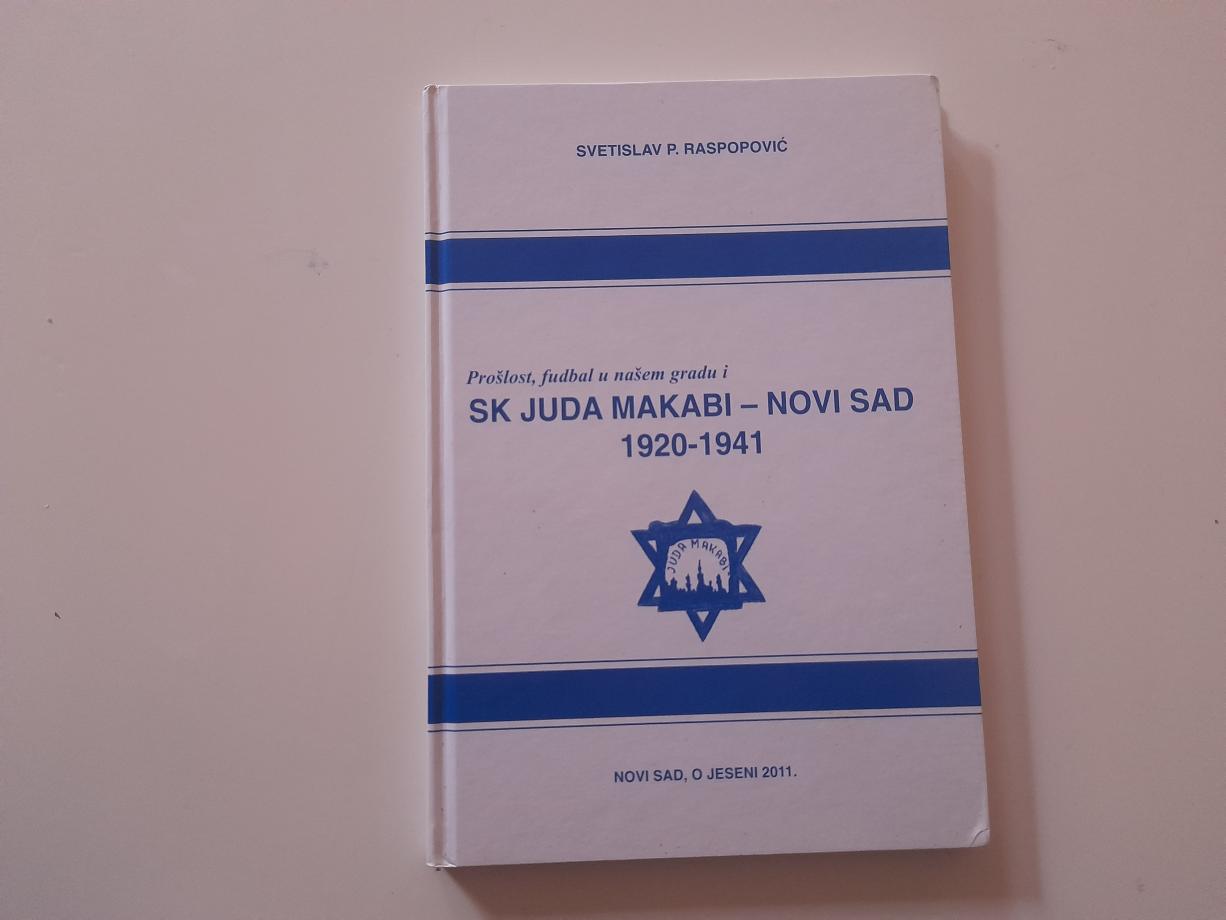 SVETISLAV P. RASPOPOVIĆ
Prošlost, fudbal u našem gradu i
SK JUDA MAKABI – NOVI SAD
1920-1941
JUDA MAKABI
NOVI SAD, O JESENI 2011.